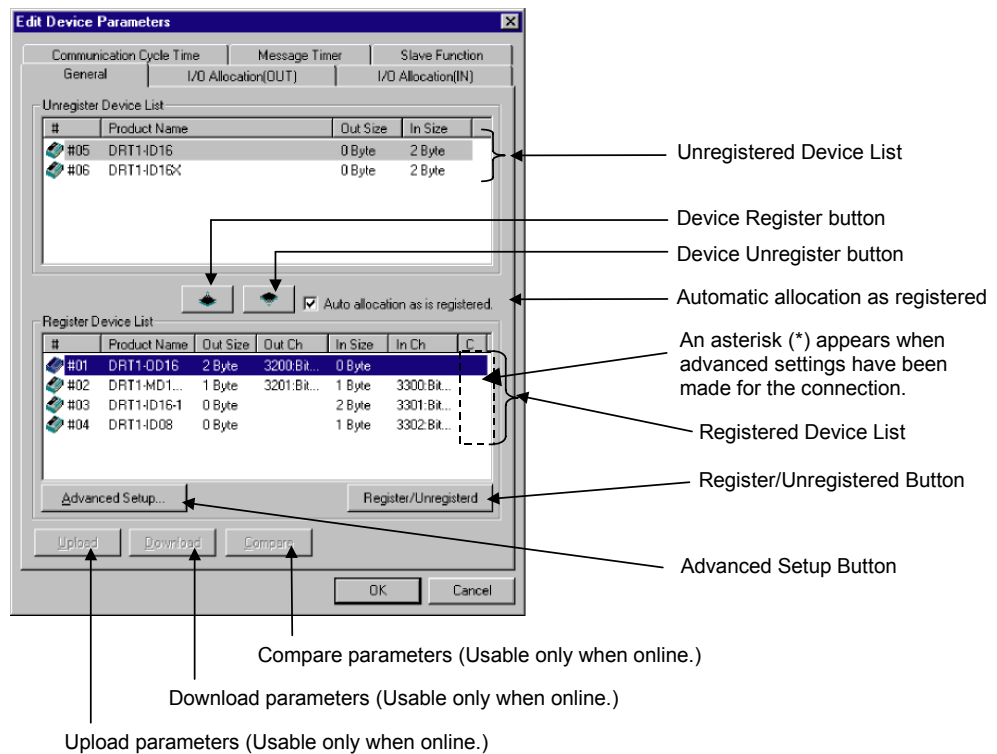 Edit Device Parameters
Communication Cycle Time Message Timer Slave Function
General I/O Allocation(OUT) I/O Allocation(IN)
Unregister Device List
# Product Name Out Size In Size
#05 DRT1-ID16 0 Byte 2 Byte
#06 DRT1-ID16X 0 Byte 2 Byte
Unregistered Device List
Device Register button
Device Unregister button
Auto allocation as is registered.
Automatic allocation as registered
Register Device List
# Product Name Out Size Out Ch In Size In Ch C...
#01 DRT1-OD16 2 Byte 3200:Bit... 0 Byte
#02 DRT1-MD1... 1 Byte 3201:Bit... 1 Byte 3300:Bit...
#03 DRT1-ID16-1 0 Byte 2 Byte 3301:Bit...
#04 DRT1-ID08 0 Byte 1 Byte 3302:Bit...
An asterisk (*) appears when
advanced settings have been
made for the connection.
Registered Device List
Advanced Setup... Register/Unregisterd
Register/Unregistered Button
Upload Download Compare
Advanced Setup Button
OK Cancel
Compare parameters (Usable only when online.)
Download parameters (Usable only when online.)
Upload parameters (Usable only when online.)